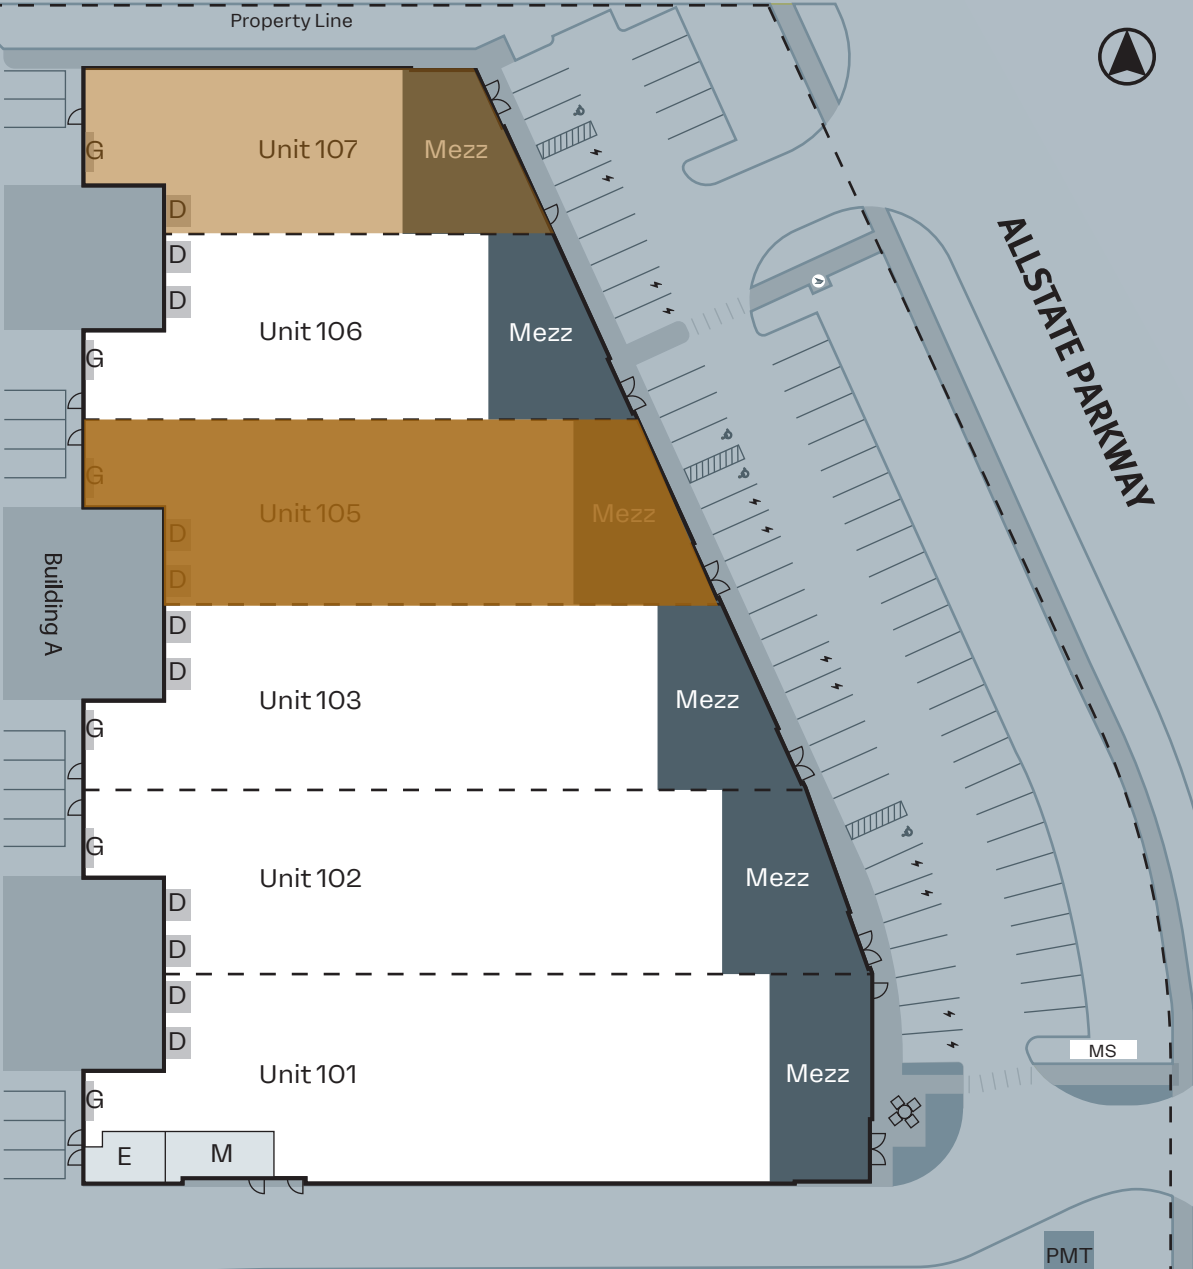 Property Line
G
Unit 107
Mezz
D
D
D
Unit 106
Mezz
G
ALLSTATE PARKWAY
G
Unit 105
Mezz
D
D
Building A
D
D
Unit 103
Mezz
G
G
Unit 102
Mezz
D
D
D
D
Unit 101
Mezz
G
E
M
MS
PMT